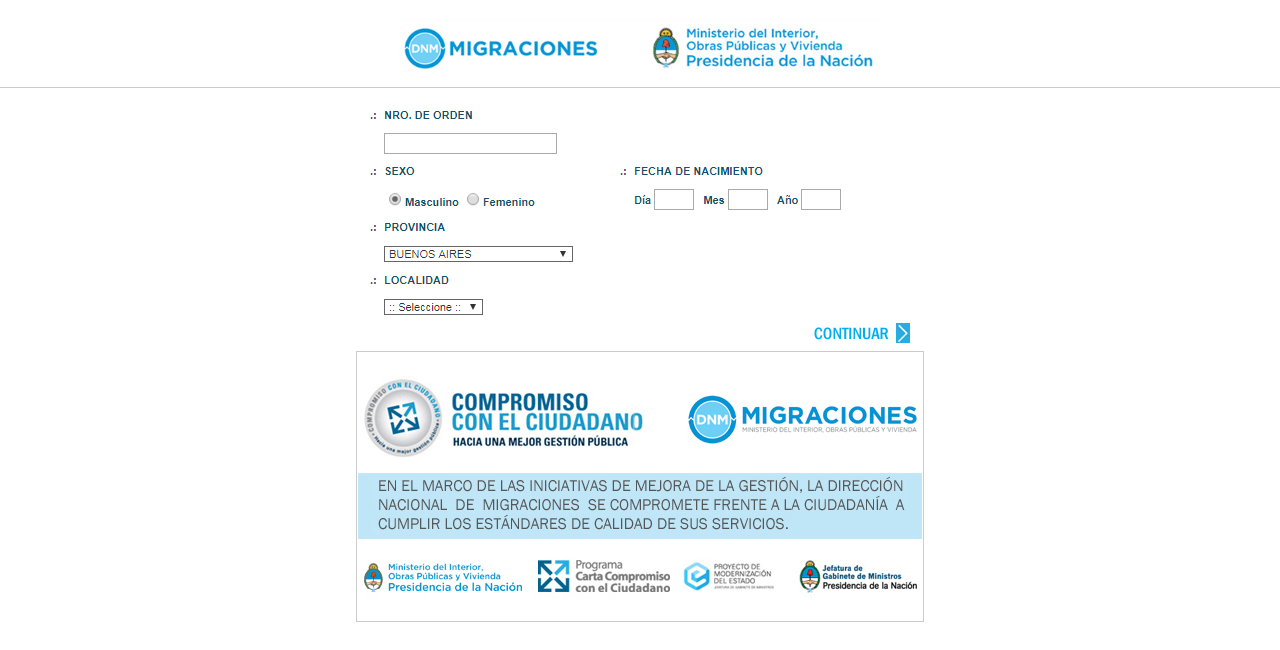 DNM MIGRACIONES
Ministerio del Interior,
Obras Públicas y Vivienda
Presidencia de la Nación
.: NRO. DE ORDEN
.: SEXO
.: FECHA DE NACIMIENTO
Masculino Femenino
Día Mes Año
.: PROVINCIA
BUENOS AIRES
.: LOCALIDAD
:: Seleccione ::
CONTINUAR
COMPROMISO CON EL CIUDADANO
Hacia una mejor gestión pública
COMPROMISO
CON EL CIUDADANO
HACIA UNA MEJOR GESTIÓN PÚBLICA
DNM MIGRACIONES
MINISTERIO DEL INTERIOR, OBRAS PÚBLICAS Y VIVIENDA
EN EL MARCO DE LAS INICIATIVAS DE MEJORA DE LA GESTIÓN, LA DIRECCIÓN
NACIONAL DE MIGRACIONES SE COMPROMETE FRENTE A LA CIUDADANÍA A
CUMPLIR LOS ESTÁNDARES DE CALIDAD DE SUS SERVICIOS.
Ministerio del Interior,
Obras Públicas y Vivienda
Presidencia de la Nación
Programa
Carta Compromiso
con el Ciudadano
PROYECTO DE
MODERNIZACIÓN
DEL ESTADO
JEFATURA DE GABINETE DE MINISTROS
Jefatura de
Gabinete de Ministros
Presidencia de la Nación